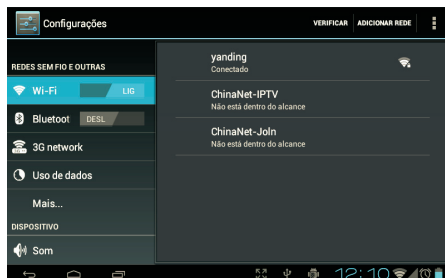 Configurações
VERIFICAR
ADICIONAR REDE
REDES SEM FIO E OUTRAS
Wi-Fi
LIG
Bluetoot
DESL.
3G network
Uso de dados
Mais...
DISPOSITIVO
Som
yanding
Conectado
ChinaNet-IPTV
Não está dentro do alcance
ChinaNet-JoIn
Não está dentro do alcance
12:10